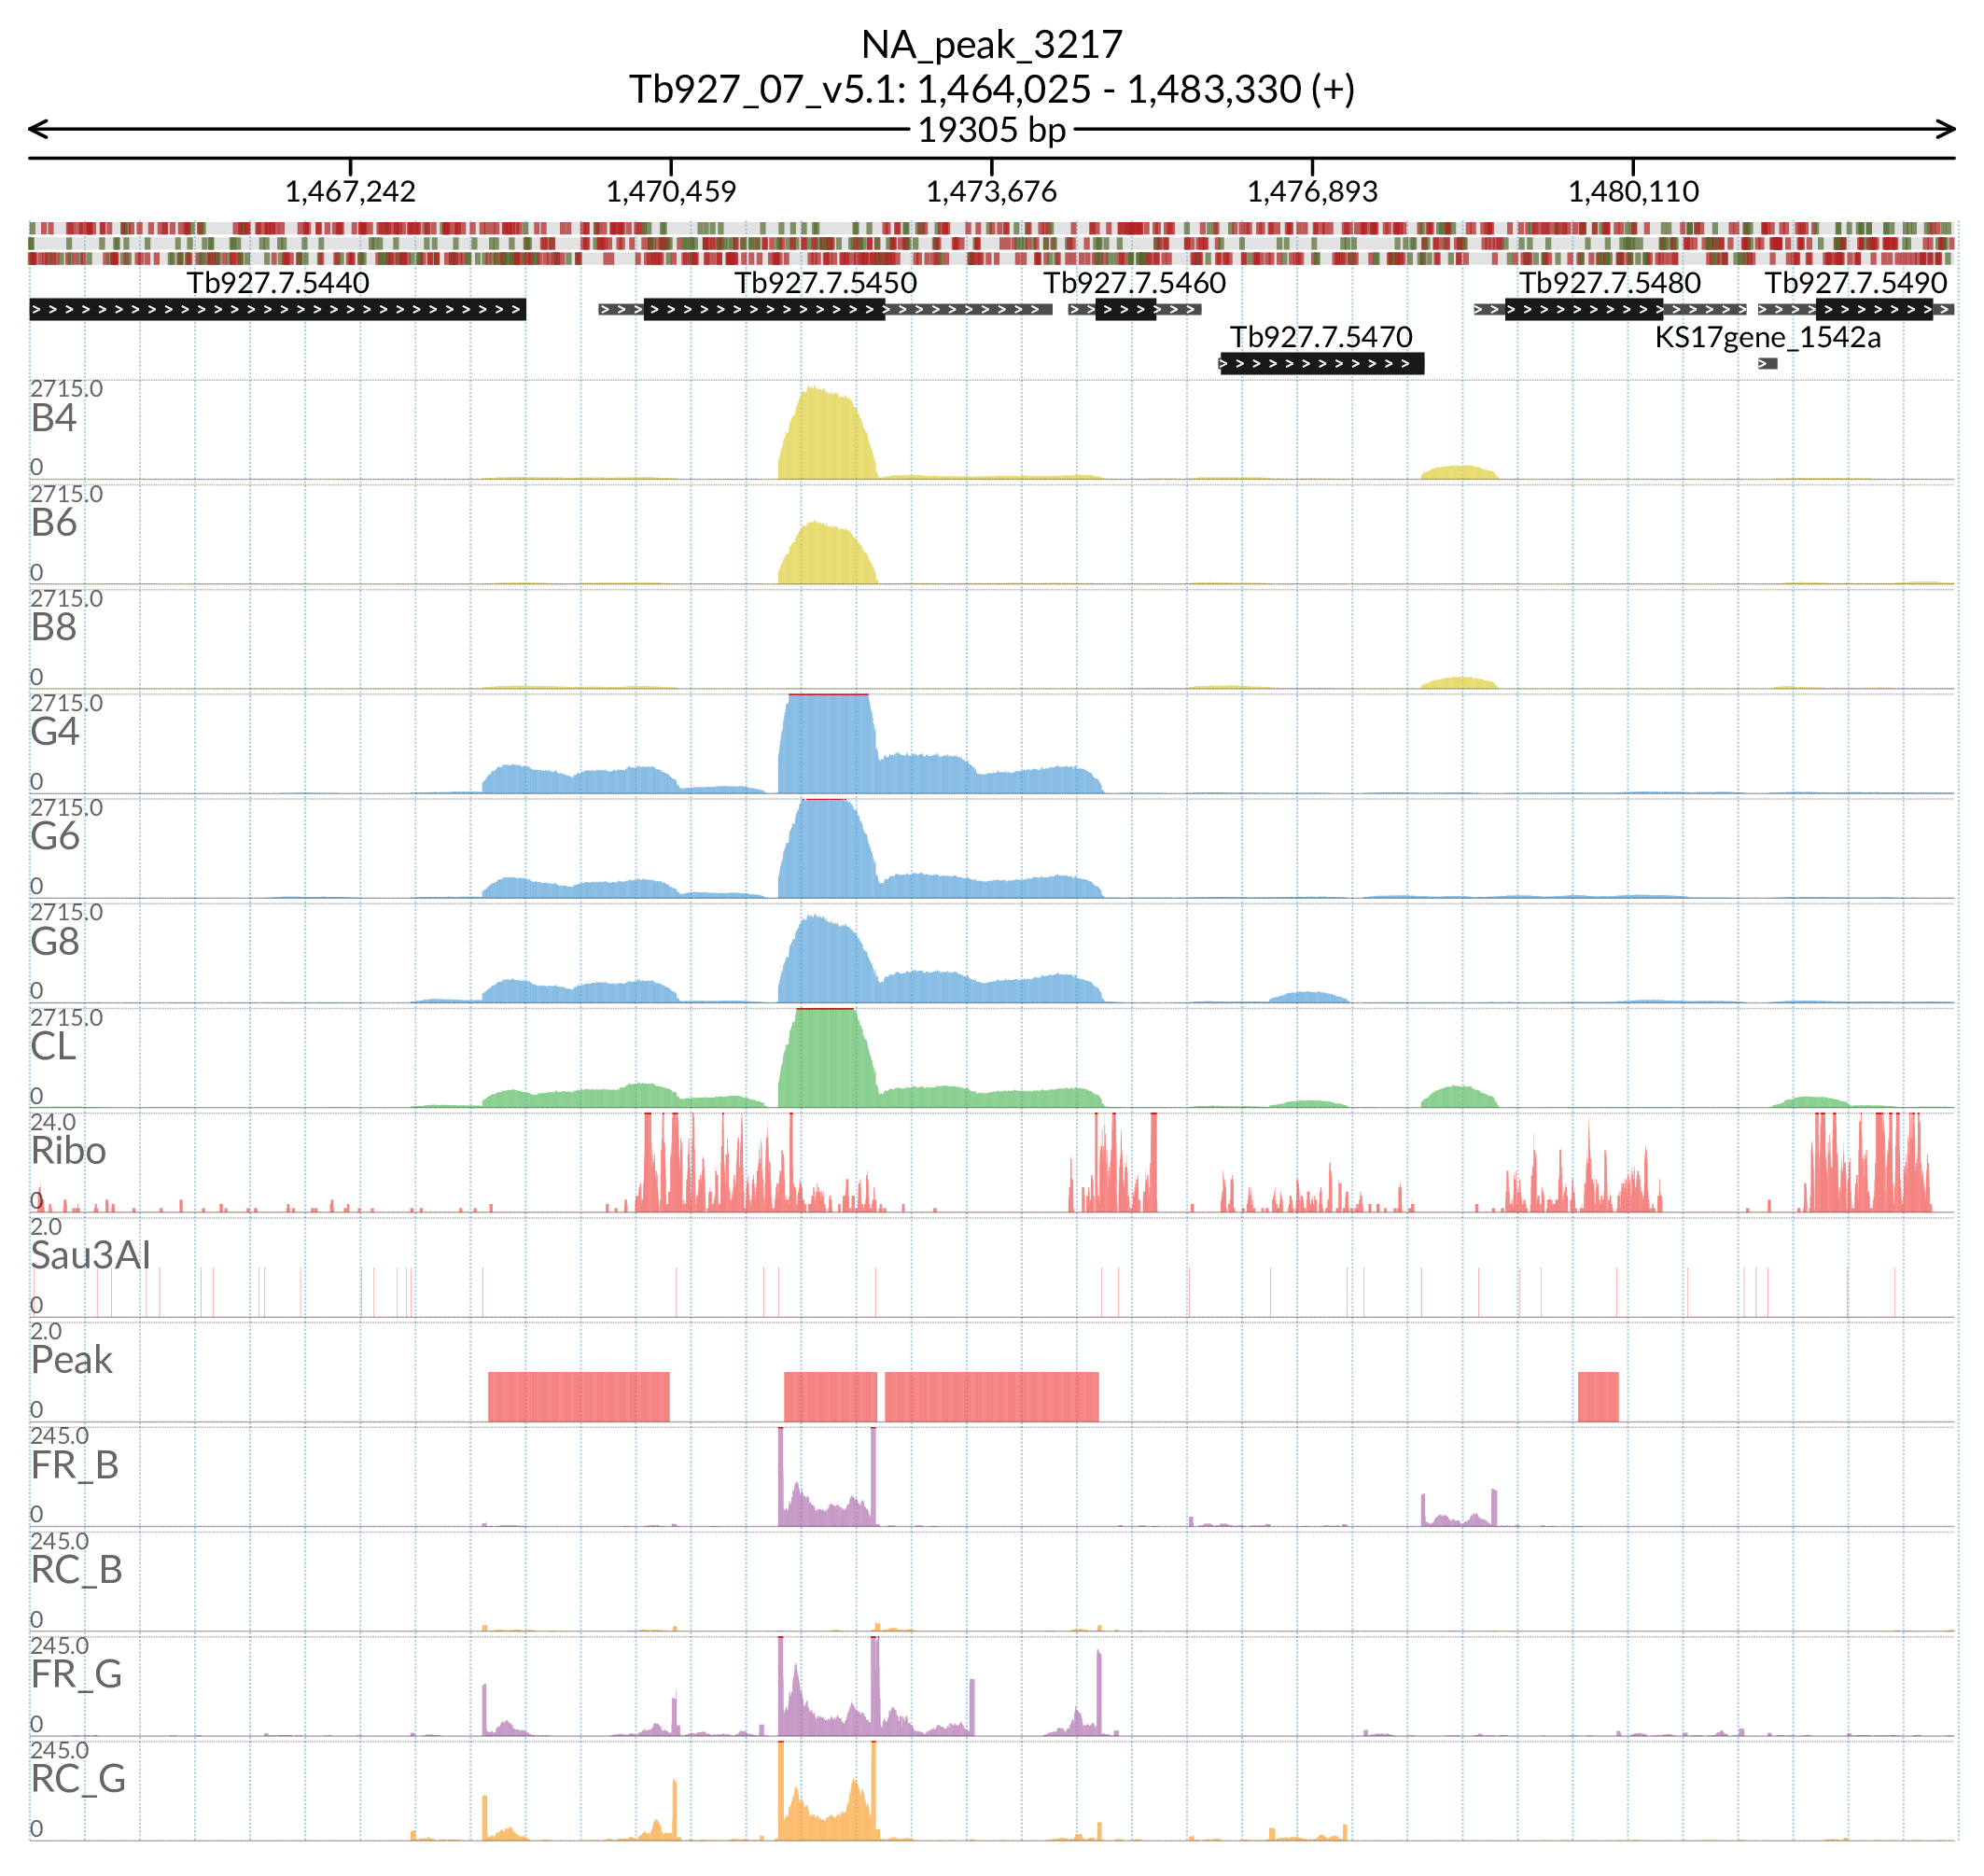 NA_peak_3217
Tb927_07_v5.1: 1,464,025 - 1,483,330 (+)
19305 bp
1,467,242 1,470,459 1,473,676 1,476,893 1,480,110
Tb927.7.5440 Tb927.7.5450 Tb927.7.5460 Tb927.7.5480 Tb927.7.5490
Tb927.7.5470 KS17gene_1542a
2715.0
B4
0
2715.0
B6
0
2715.0
B8
0
2715.0
G4
0
2715.0
G6
0
2715.0
G8
0
2715.0
CL
0
24.0
Ribo
0
2.0
Sau3AI
0
2.0
Peak
0
245.0
FR_B
0
245.0
RC_B
0
245.0
FR_G
0
245.0
RC_G
0